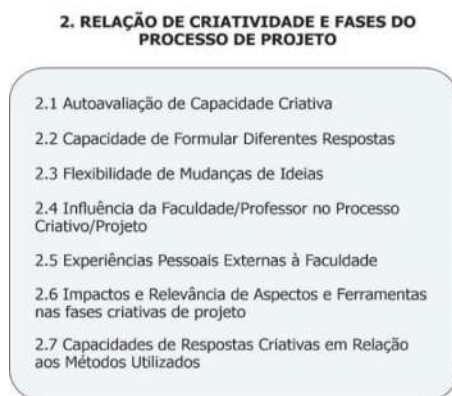 2. RELAÇÃO DE CRIATIVIDADE E FASES DO
PROCESSO DE PROJETO
2.1 Autoavaliação de Capacidade Criativa
2.2 Capacidade de Formular Diferentes Respostas
2.3 Flexibilidade de Mudanças de Ideias
2.4 Influência da Faculdade/Professor no Processo
Criativo/Projeto
2.5 Experiências Pessoais Externas à Faculdade
2.6 Impactos e Relevância de Aspectos e Ferramentas
nas fases criativas de projeto
2.7 Capacidades de Respostas Criativas em Relação
aos Métodos Utilizados